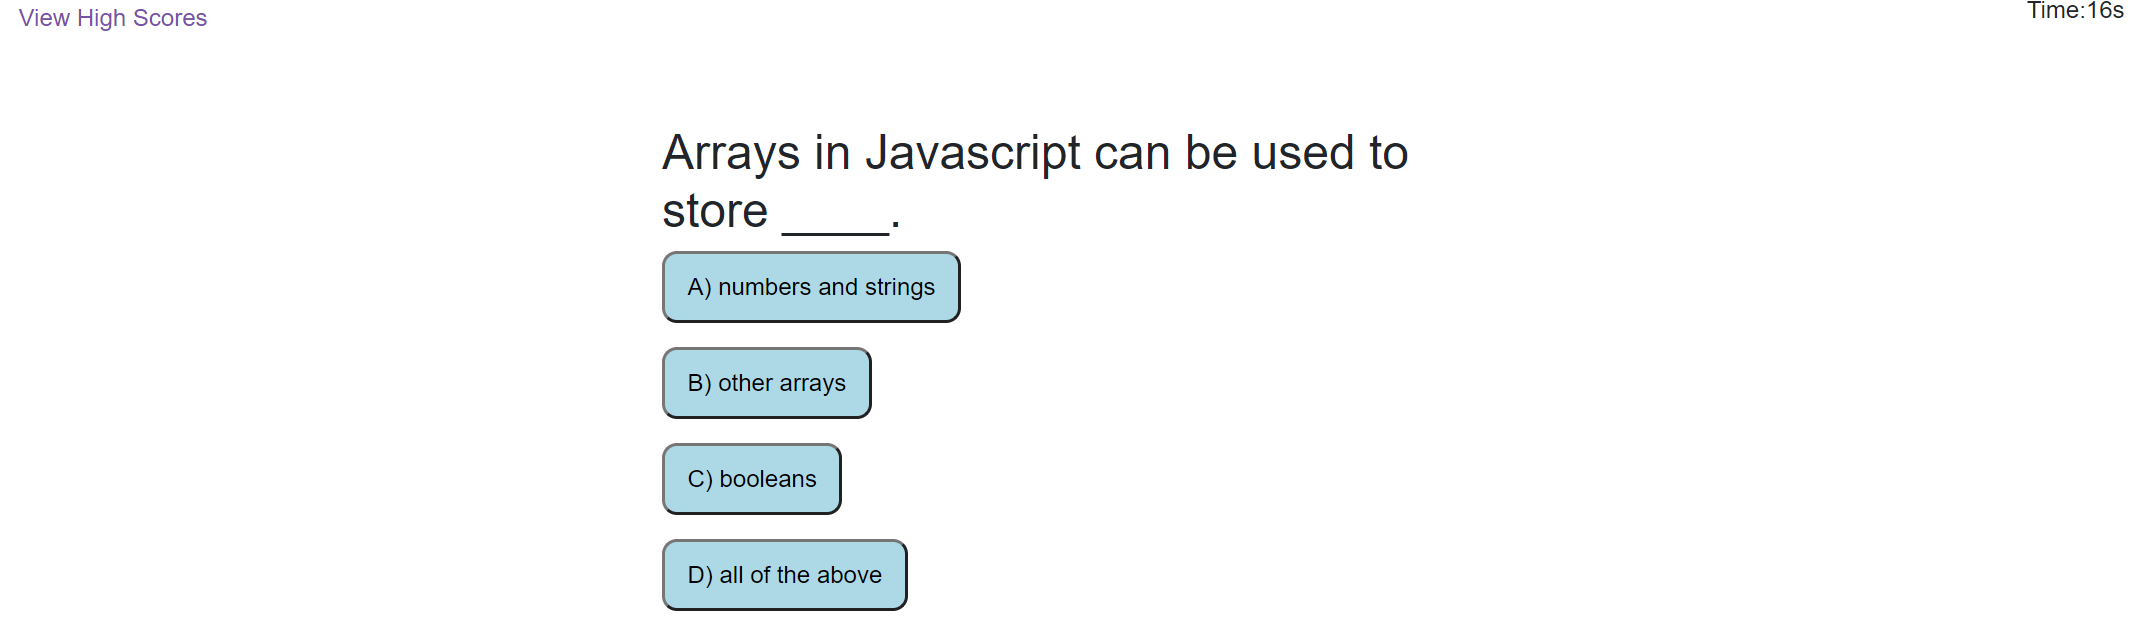 View High Scores
Time:16s
Arrays in Javascript can be used to
store ____.
A) numbers and strings
B) other arrays
C) booleans
D) all of the above